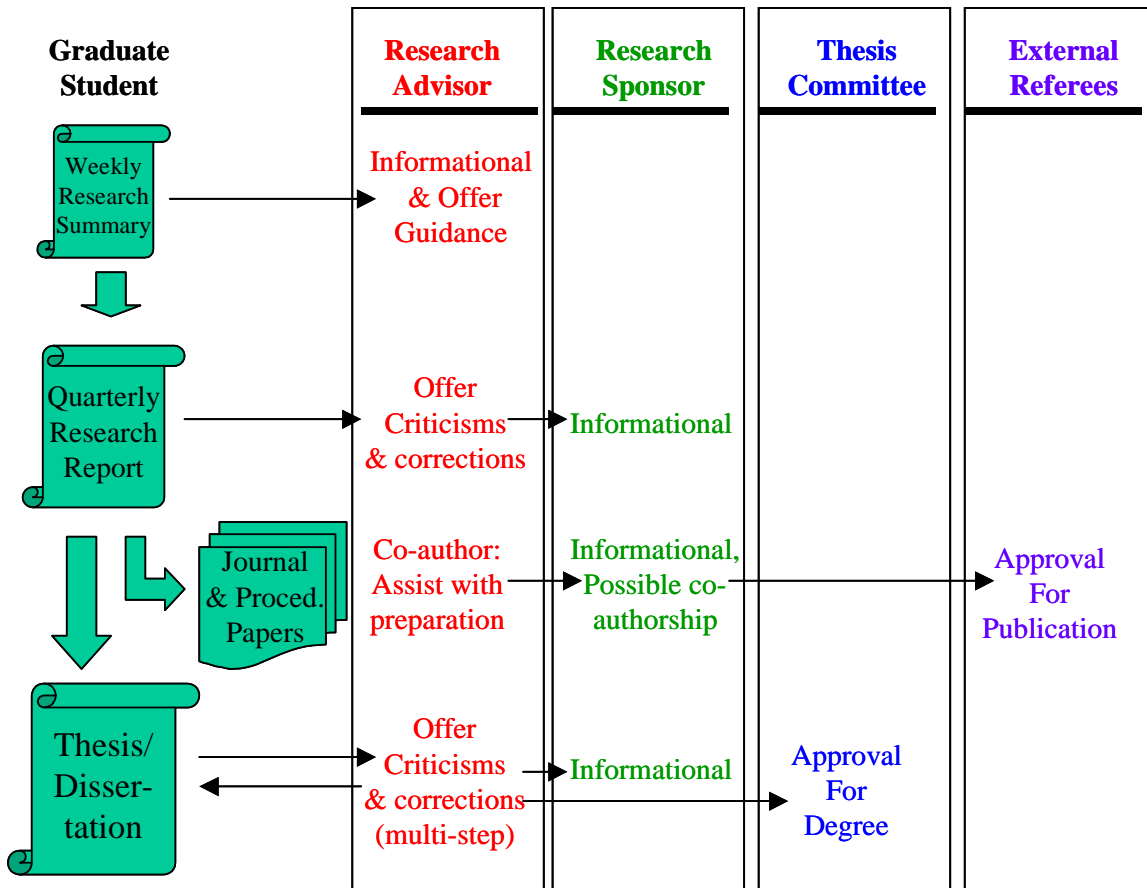 Graduate
Student
Research
Advisor
Research
Sponsor
Thesis
Committee
External
Referees
Weekly
Research
Summary
Informational
& Offer
Guidance
Quarterly
Research
Report
Offer
Criticisms
& corrections
Informational
Journal
& Proced.
Papers
Co-author:
Assist with
preparation
Informational,
Possible co-
authorship
Approval
For
Publication
Thesis/
Disser-
tation
Offer
Criticisms
& corrections
(multi-step)
Informational
Approval
For
Degree